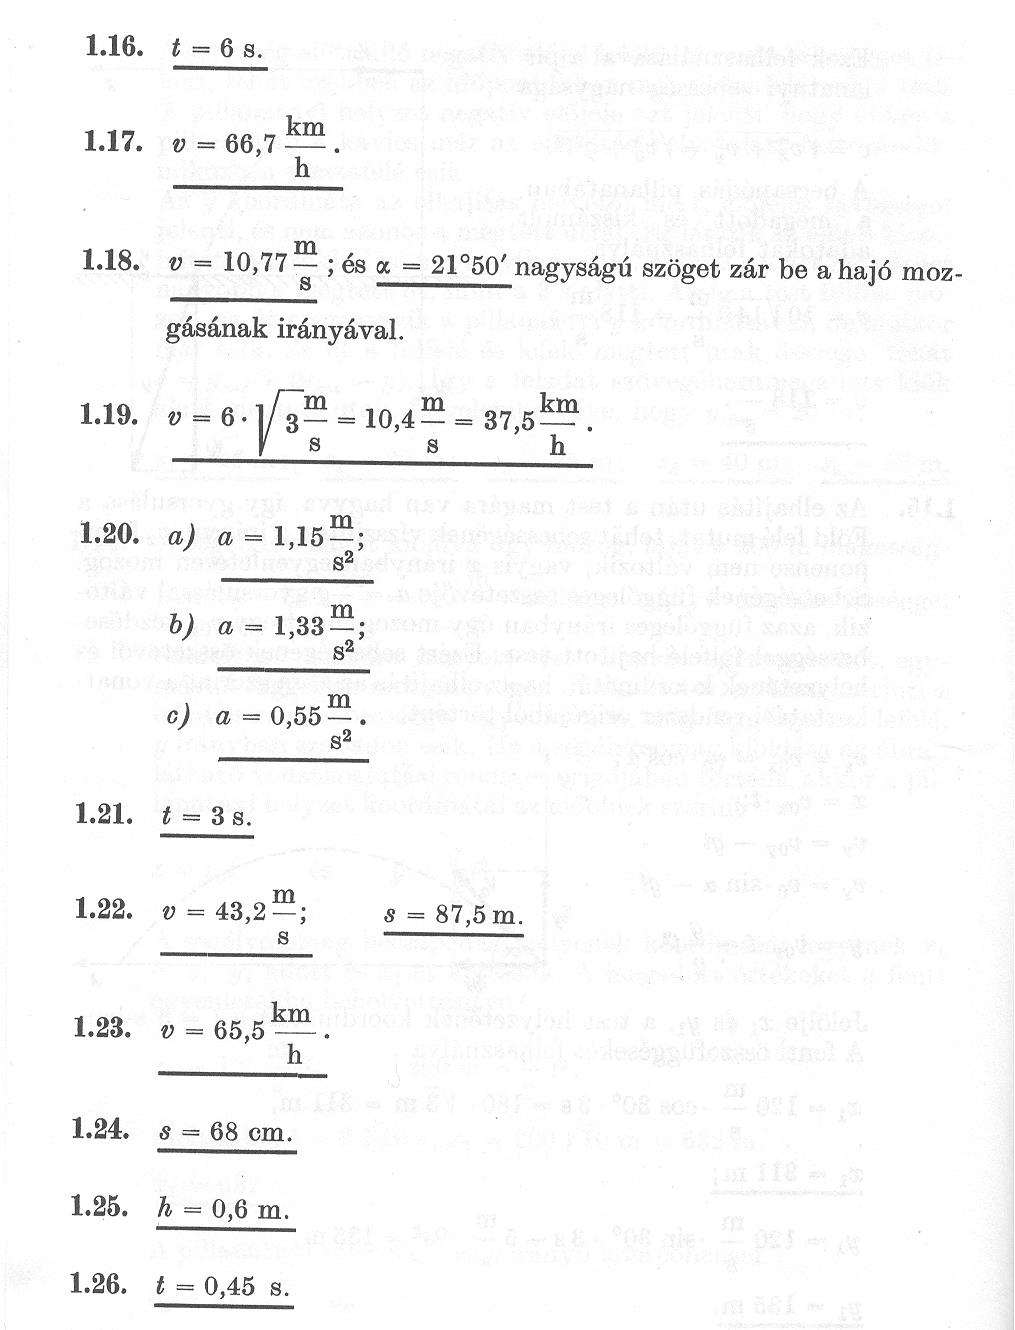 1.16. t = 6 s.
1.17. v = 66,7 km/h.
1.18. v = 10,77 m/s; és α = 21°50′ nagyságú szöget zár be a hajó moz-
gásának irányával.
1.19. v = 6 · √3 m/s = 10,4 m/s = 37,5 km/h.
1.20. a) a = 1,15 m/s²;
b) a = 1,33 m/s²;
c) a = 0,55 m/s².
1.21. t = 3 s.
1.22. v = 43,2 m/s; s = 87,5 m.
1.23. v = 65,5 km/h.
1.24. s = 68 cm.
1.25. h = 0,6 m.
1.26. t = 0,45 s.